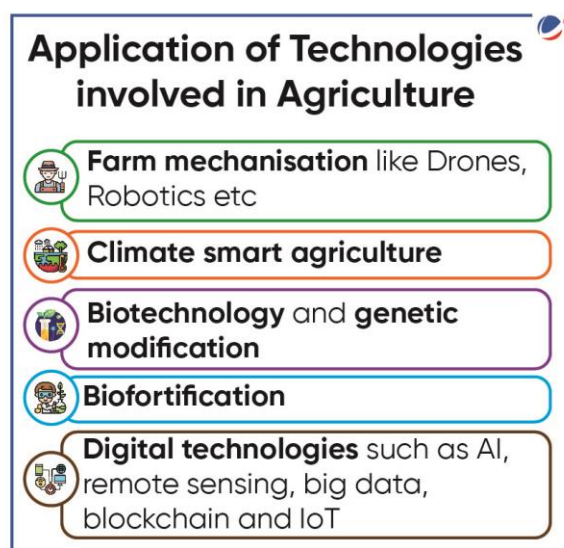 Application of Technologies
involved in Agriculture
Farm mechanisation like Drones,
Robotics etc
Climate smart agriculture
Biotechnology and genetic
modification
Biofortification
Digital technologies such as AI,
remote sensing, big data,
blockchain and IoT